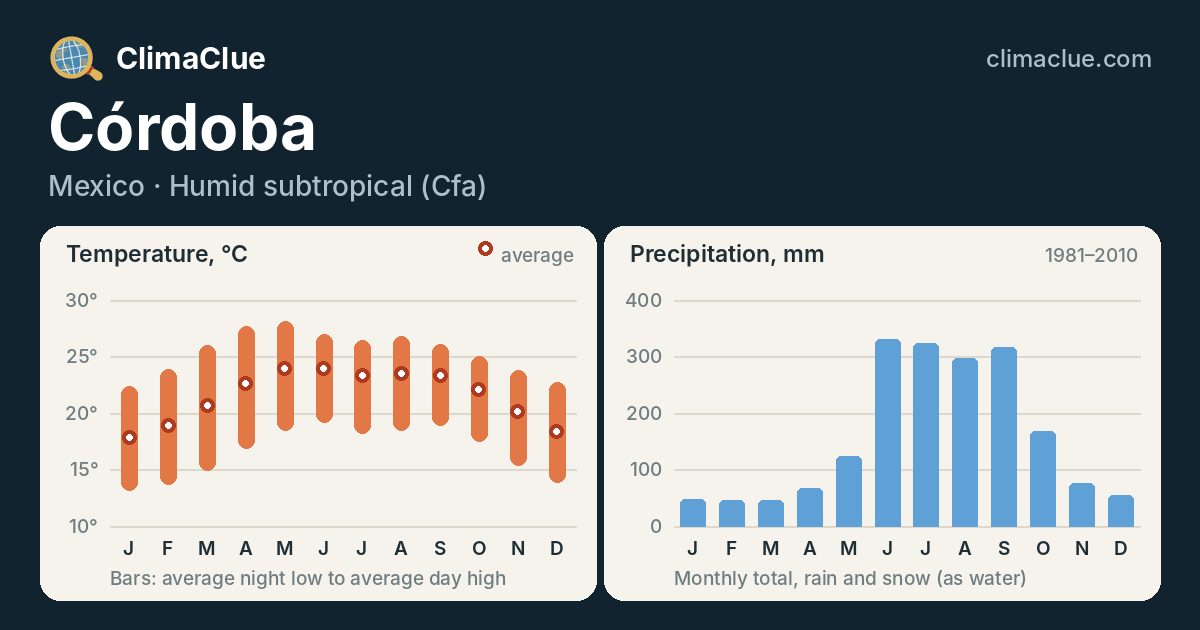 ClimaClue
climaclue.com
Córdoba
Mexico · Humid subtropical (Cfa)
Temperature, °C
average
30°
25°
20°
15°
10°
J F M A M J J A S O N D
Bars: average night low to average day high
Precipitation, mm
1981–2010
400
300
200
100
0
J F M A M J J A S O N D
Monthly total, rain and snow (as water)